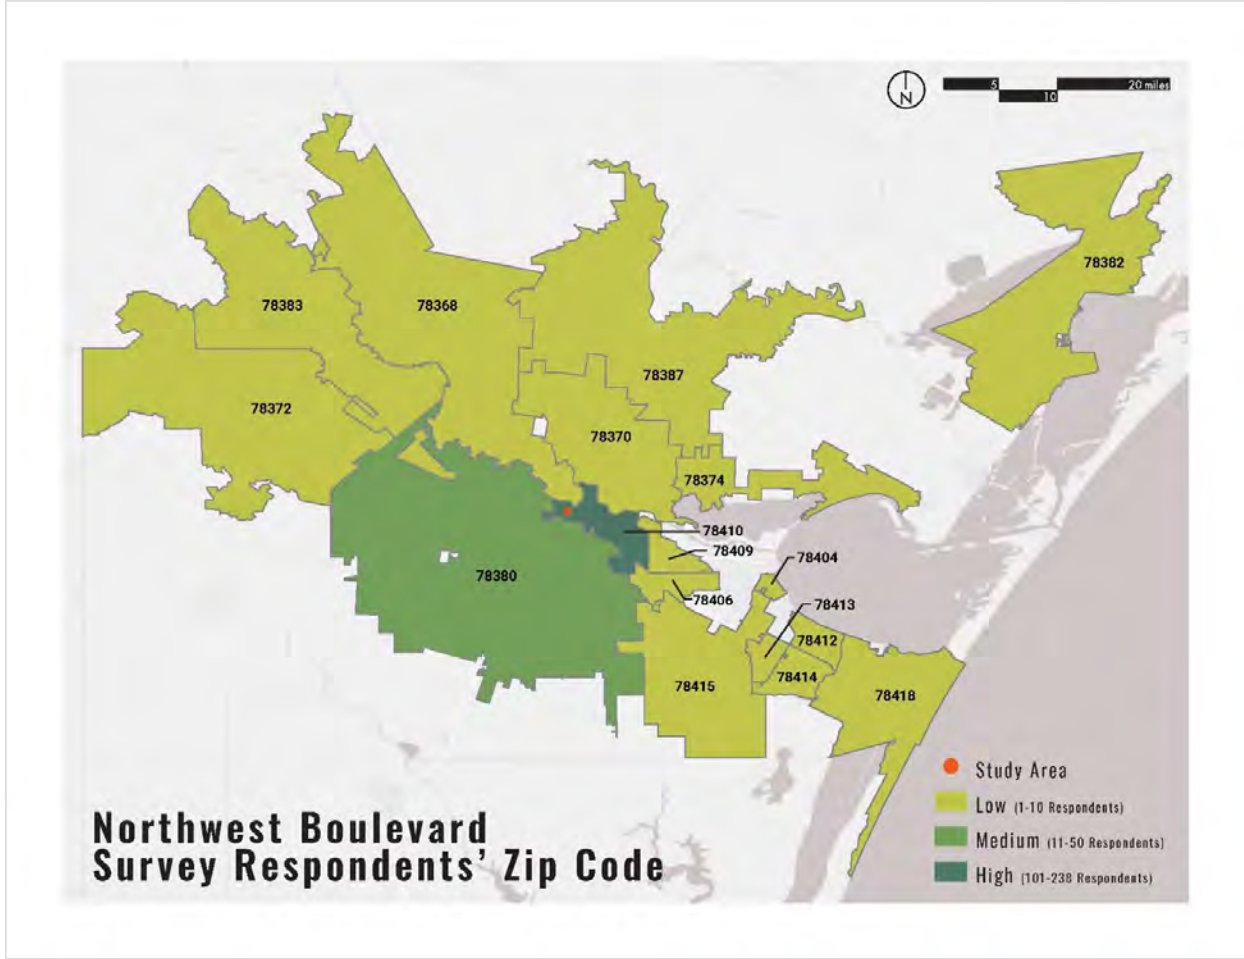 N
5
10
20 miles
78382
78383
78368
78387
78372
78370
78374
78410
78409
78404
78380
78406
78413
78412
78414
78415
78418
Study Area
Low (1-10 Respondents)
Medium (11-50 Respondents)
High (101-238 Respondents)
Northwest Boulevard
Survey Respondents' Zip Code